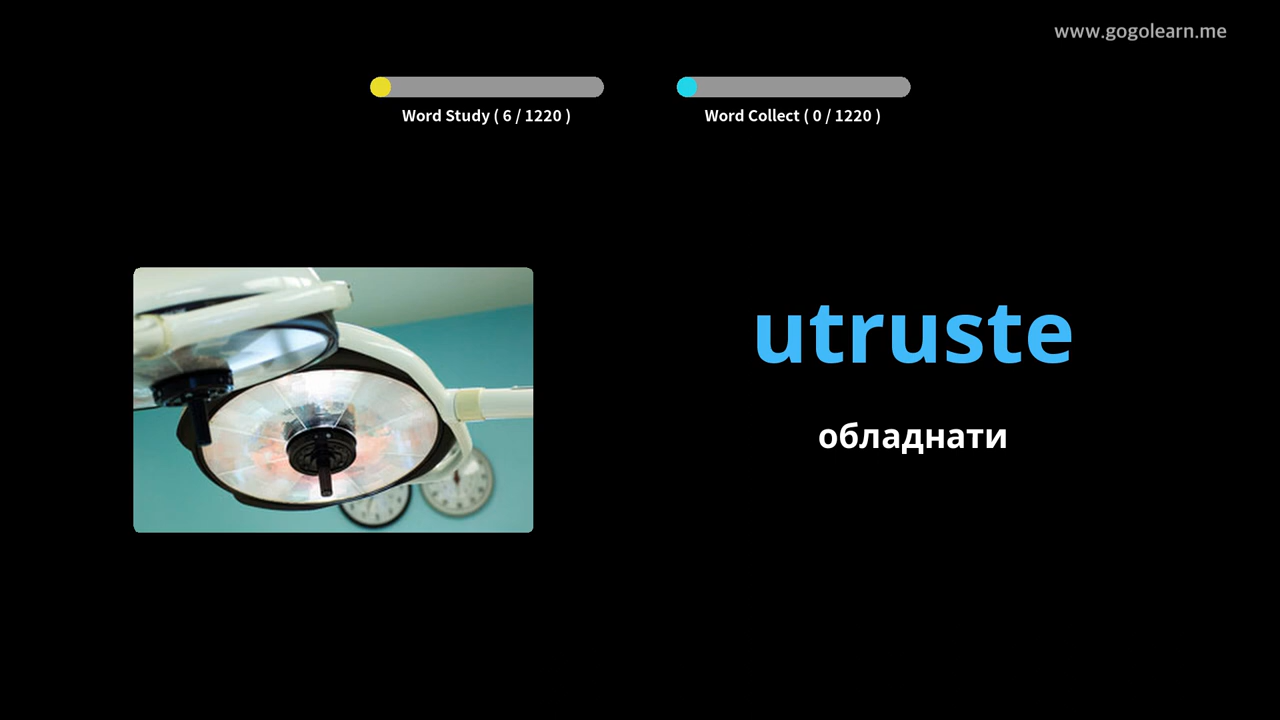 www.gogolearn.me
Word Study ( 6 / 1220 )
Word Collect ( 0 / 1220 )
utruste
обладнати